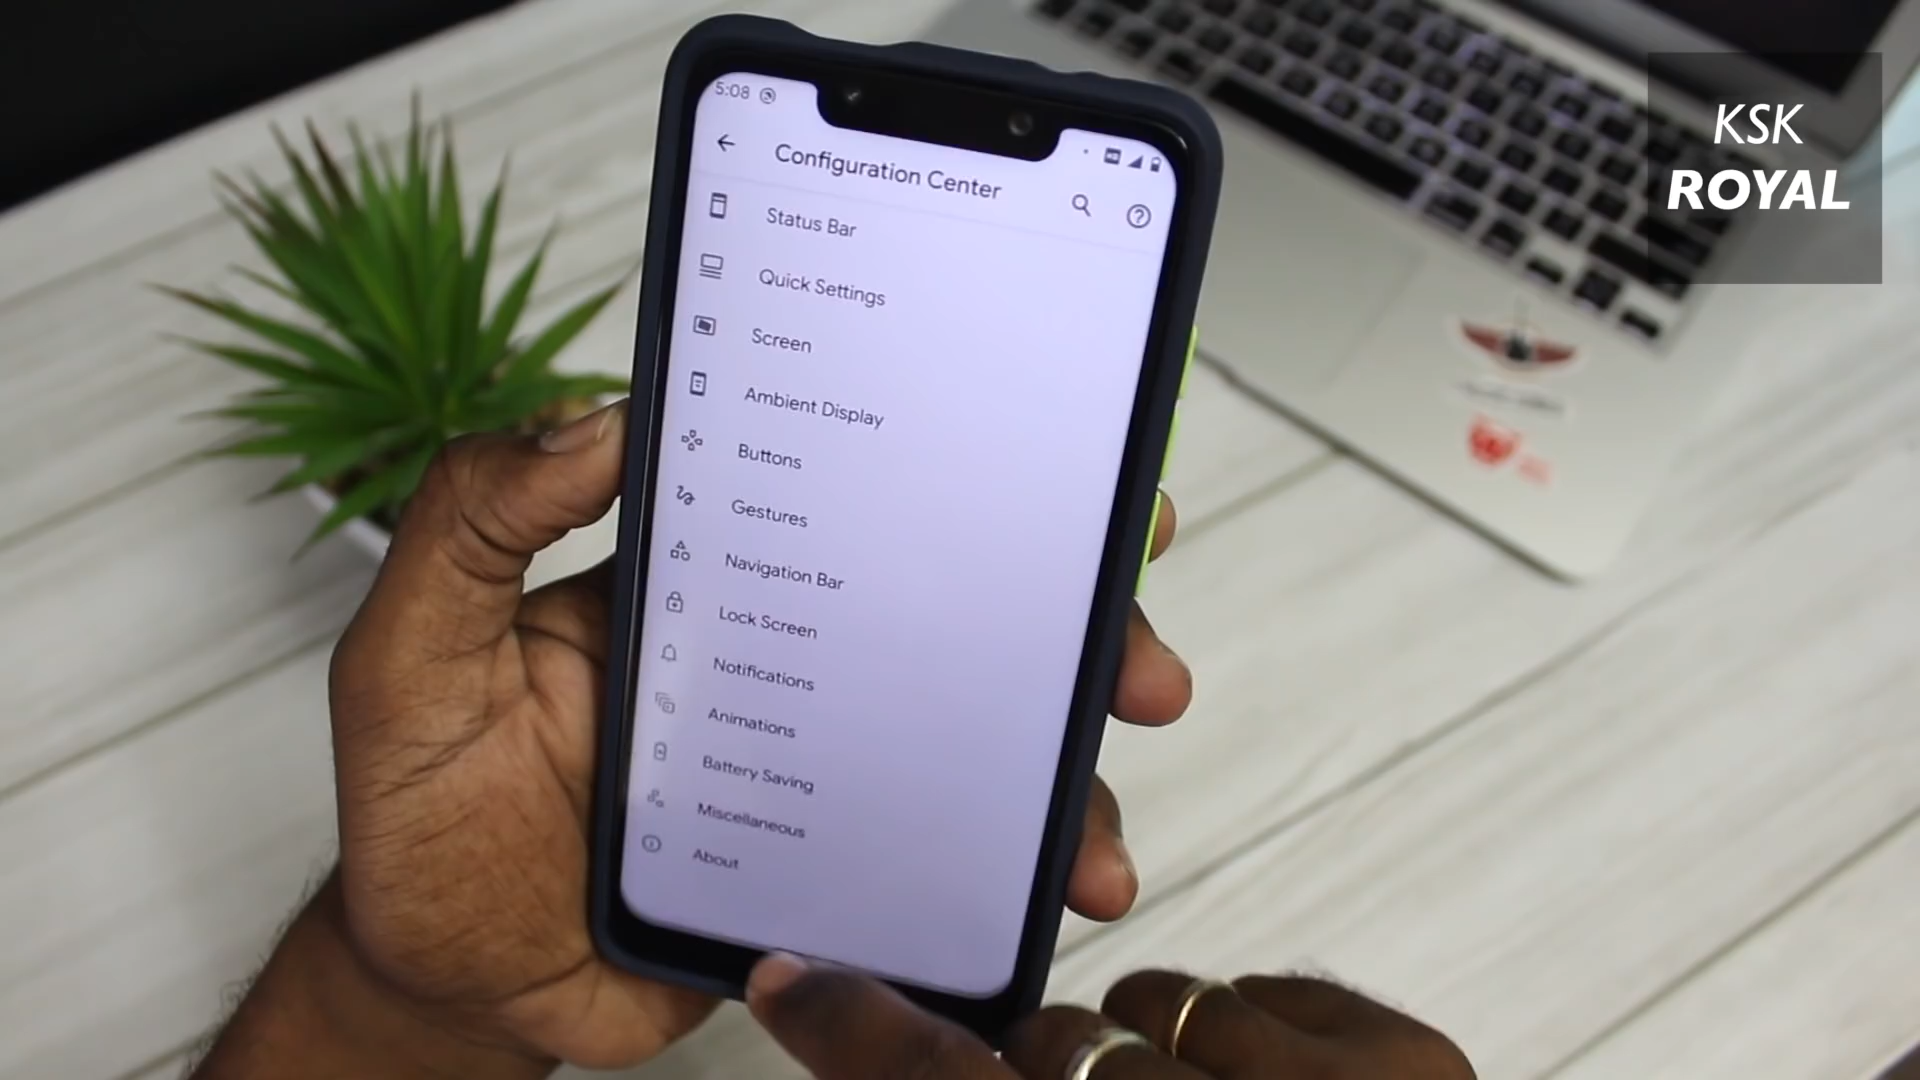 KSK
ROYAL
5:08
Configuration Center
Status Bar
Quick Settings
Screen
Ambient Display
Buttons
Gestures
Navigation Bar
Lock Screen
Notifications
Animations
Battery Saving
Miscellaneous
About